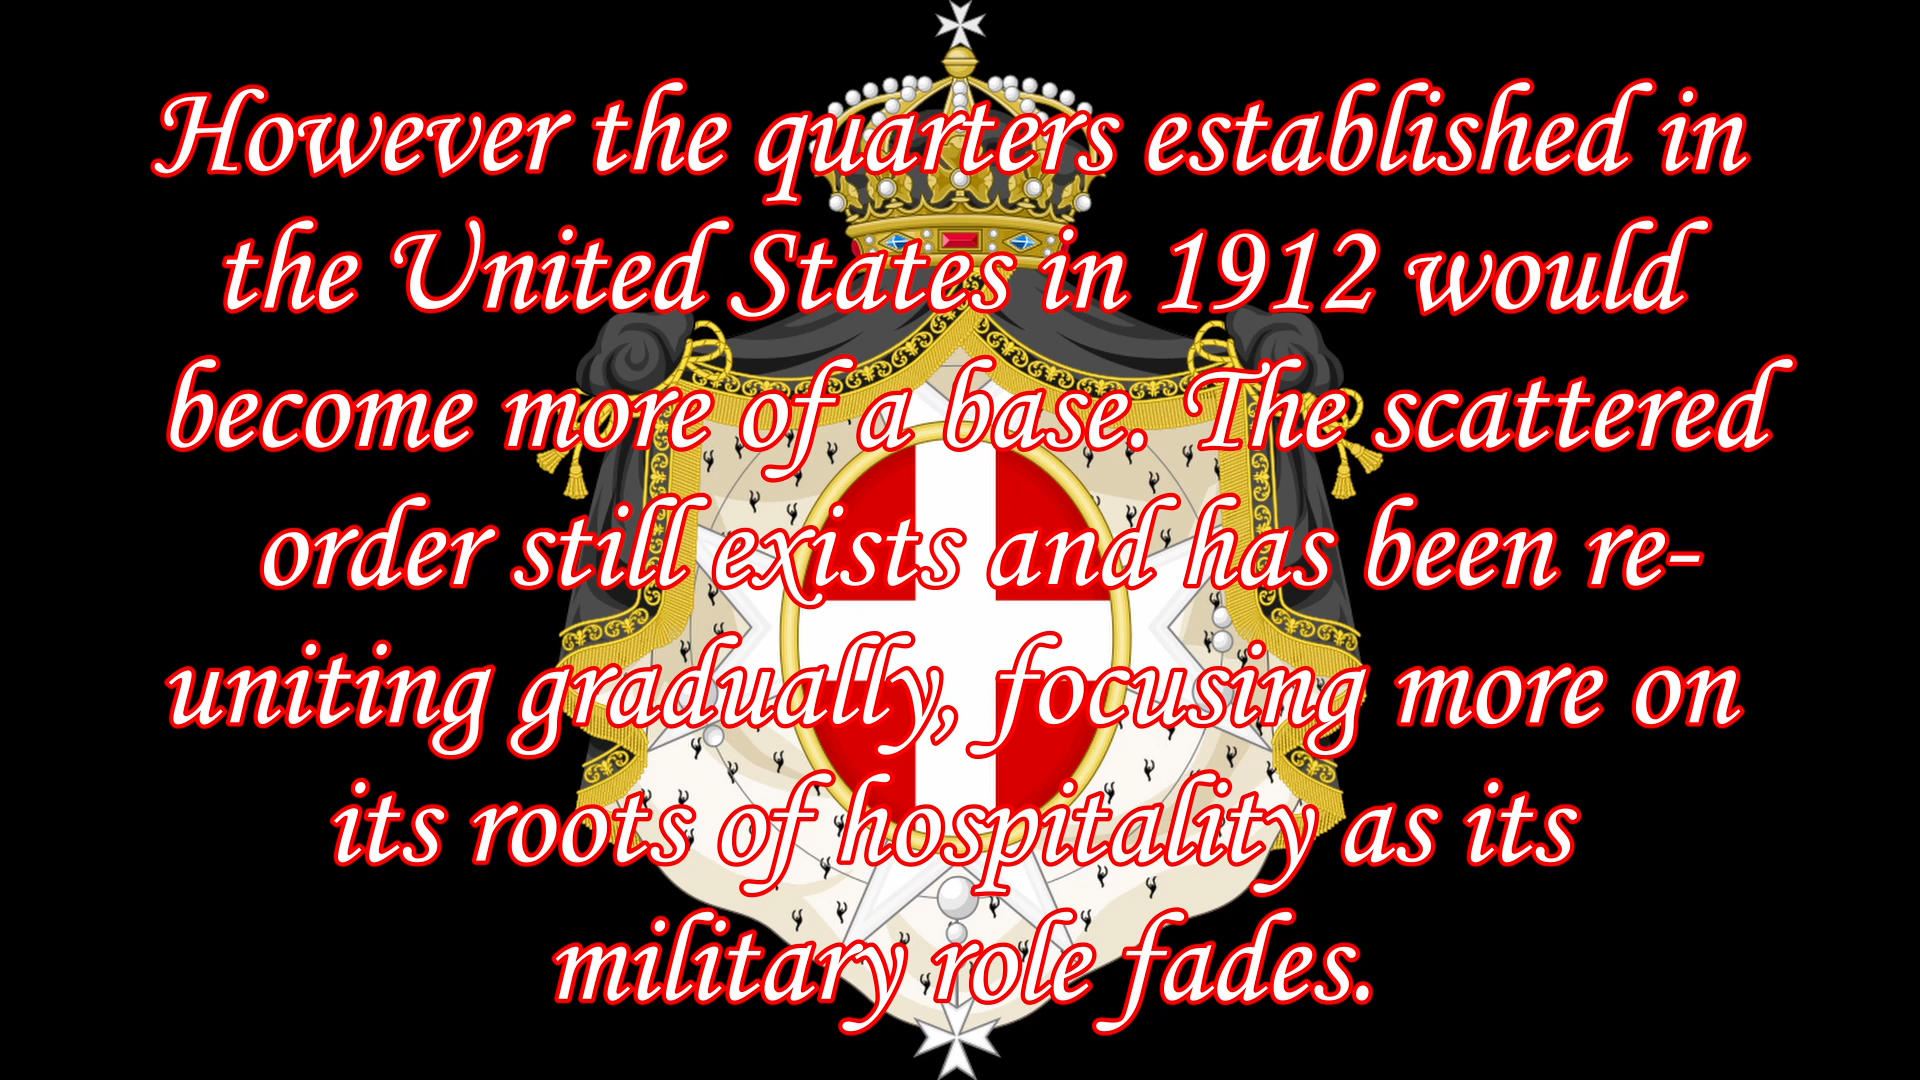 However the quarters established in
the United States in 1912 would
become more of a base. The scattered
order still exists and has been re-
uniting gradually, focusing more on
its roots of hospitality as its
military role fades.